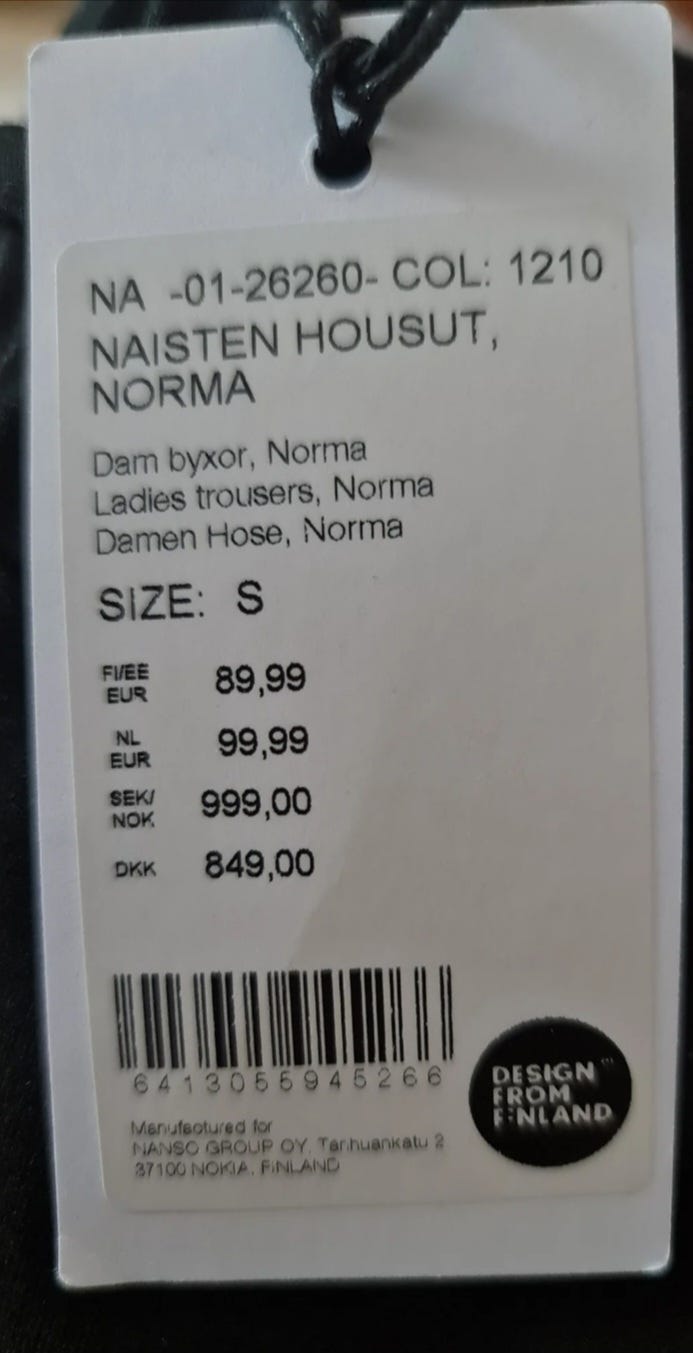 NA -01-26260- COL: 1210
NAISTEN HOUSUT,
NORMA
Dam byxor, Norma
Ladies trousers, Norma
Damen Hose, Norma
SIZE: S
FI/EE
EUR 89,99
NL
EUR 99,99
SEK/
NOK 999,00
DKK 849,00
6413055945266
Manufactured for
NANSO GROUP OY, Tarhuankatu 2
37100 NOKIA, FINLAND
DESIGN™
FROM
FINLAND